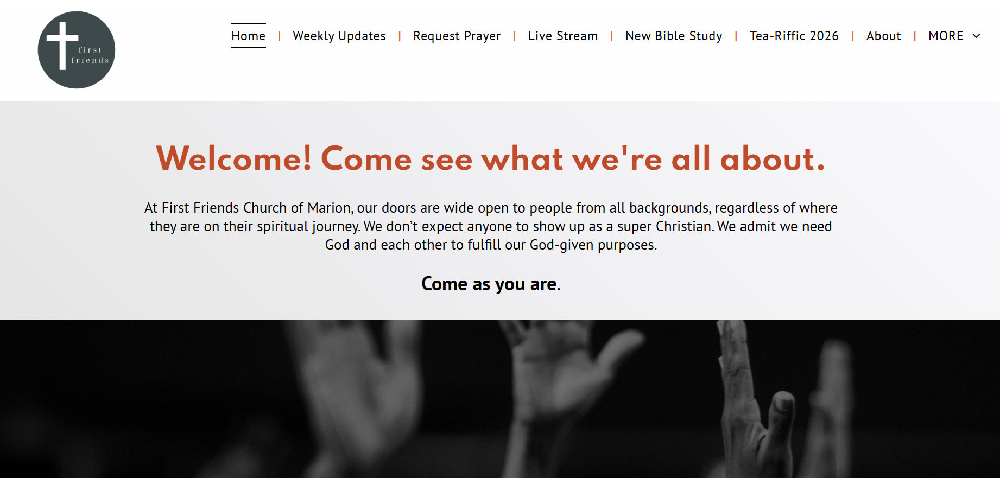 first
friends
Home | Weekly Updates | Request Prayer | Live Stream | New Bible Study | Tea-Riffic 2026 | About | MORE
Welcome! Come see what we're all about.
At First Friends Church of Marion, our doors are wide open to people from all backgrounds, regardless of where
they are on their spiritual journey. We don’t expect anyone to show up as a super Christian. We admit we need
God and each other to fulfill our God-given purposes.
Come as you are.